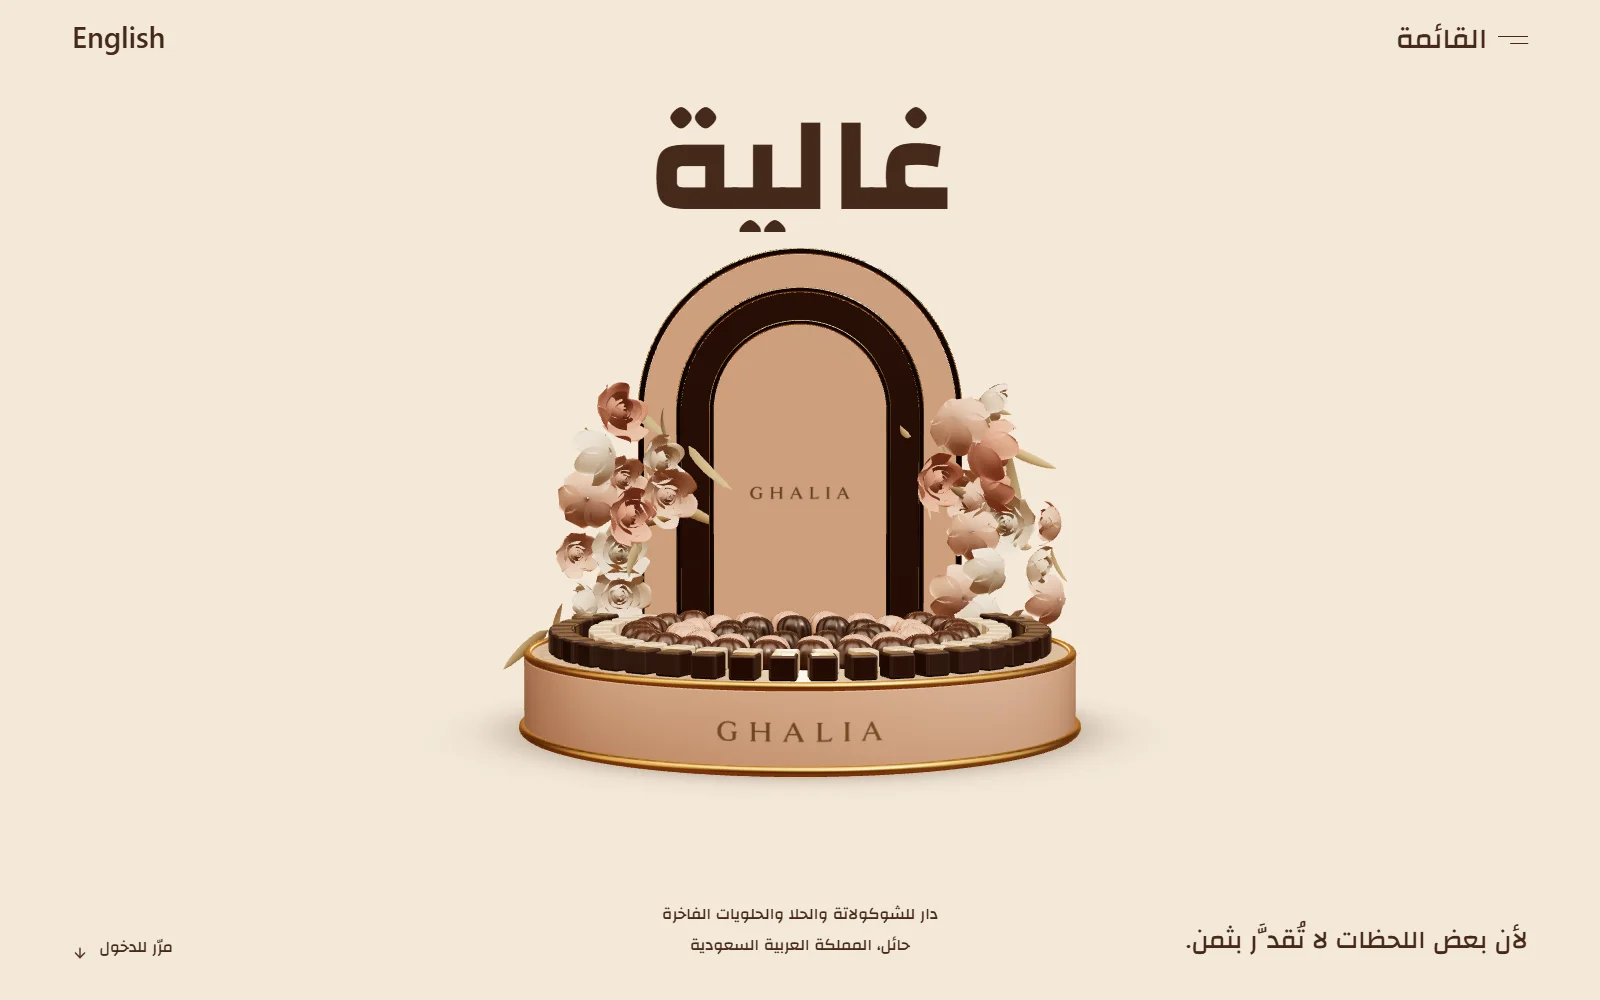 القائمة
English
غالية
GHALIA
GHALIA
لأن بعض اللحظات لا تُقدَّر بثمن.
دار للشوكولاتة والحلا والحلويات الفاخرة
حائل، المملكة العربية السعودية
مرّر للدخول